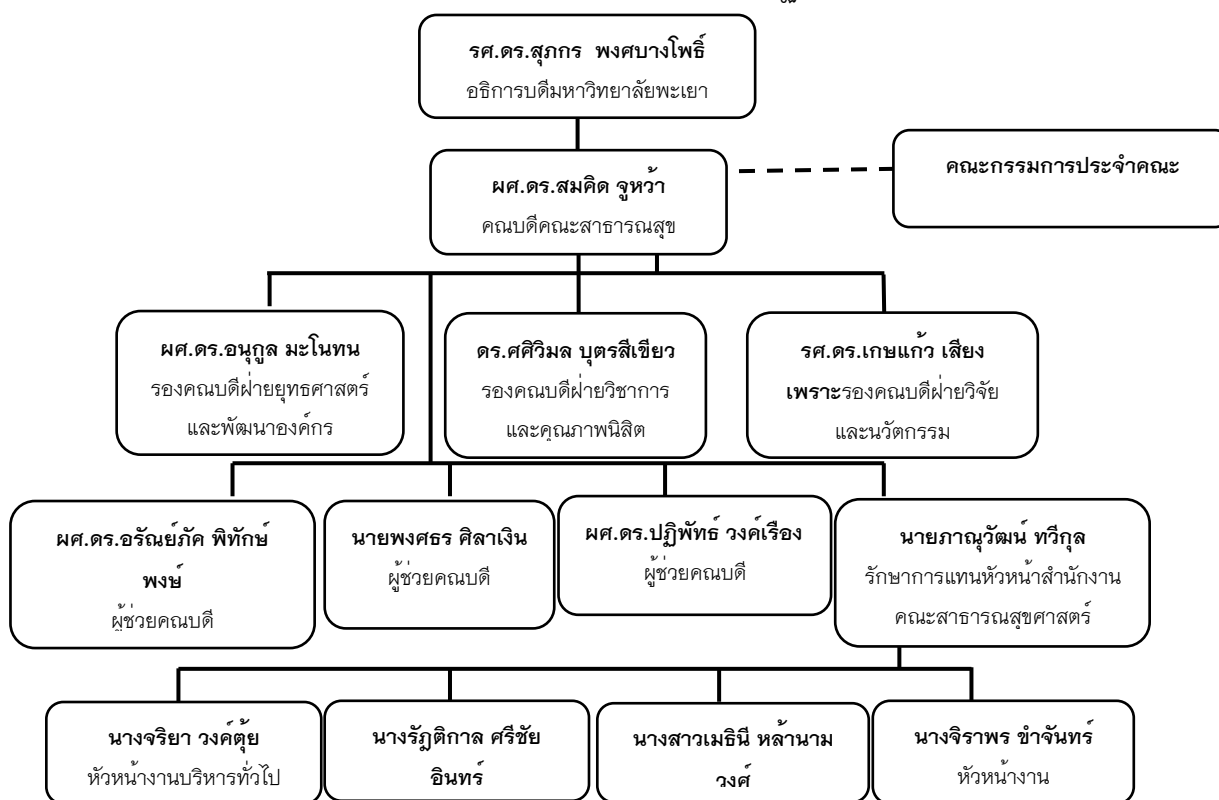 รศ.ดร.สุภกร พงศบางโพธิ์
อธิการบดีมหาวิทยาลัยพะเยา
ผศ.ดร.สมคิด จูหว้า
คณบดีคณะสาธารณสุข
คณะกรรมการประจำคณะ
ผศ.ดร.อนุกูล มะโนทน
รองคณบดีฝ่ายยุทธศาสตร์
และพัฒนาองค์กร
ดร.ศศิวิมล บุตรสีเขียว
รองคณบดีฝ่ายวิชาการ
และคุณภาพนิสิต
รศ.ดร.เกษแก้ว เสียง
เพราะรองคณบดีฝ่ายวิจัย
และนวัตกรรม
ผศ.ดร.อรัณย์ภัค พิทักษ์
พงษ์
ผู้ช่วยคณบดี
นายพงศธร ศิลาเงิน
ผู้ช่วยคณบดี
ผศ.ดร.ปฏิพัทธ์ วงค์เรือง
ผู้ช่วยคณบดี
นายภาณุวัฒน์ ทวีกุล
รักษาการแทนหัวหน้าสำนักงาน
คณะสาธารณสุขศาสตร์
นางจริยา วงค์ตุ้ย
หัวหน้างานบริหารทั่วไป
นางรัฎติกาล ศรีชัย
อินทร์
นางสาวเมธินี หล้านาม
วงศ์
นางจิราพร ขำจันทร์
หัวหน้างาน